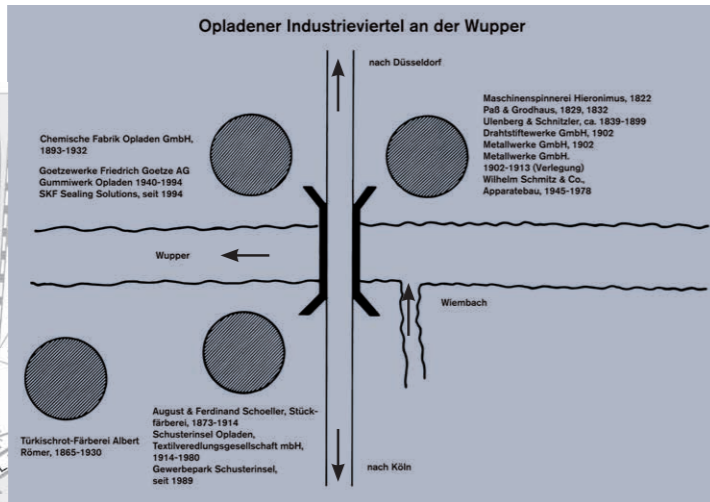 Opladener Industrieviertel an der Wupper
nach Düsseldorf
Maschinenspinnerei Hieronimus, 1822
Paß & Grodhaus, 1829, 1832
Ulenberg & Schnitzler, ca. 1839-1899
Drahtstiftewerke GmbH, 1902
Metallwerke GmbH, 1902
Metallwerke GmbH.
1902-1913 (Verlegung)
Wilhelm Schmitz & Co.,
Apparatebau, 1945-1978
Chemische Fabrik Opladen GmbH,
1893-1932
Goetzewerke Friedrich Goetze AG
Gummiwerk Opladen 1940-1994
SKF Sealing Solutions, seit 1994
Wupper
Wiembach
August & Ferdinand Schoeller, Stück-
färberei, 1873-1914
Schusterinsel Opladen,
Textilveredlungsgesellschaft mbH,
1914-1980
Gewerbepark Schusterinsel,
seit 1989
Türkischrot-Färberei Albert
Römer, 1865-1930
nach Köln